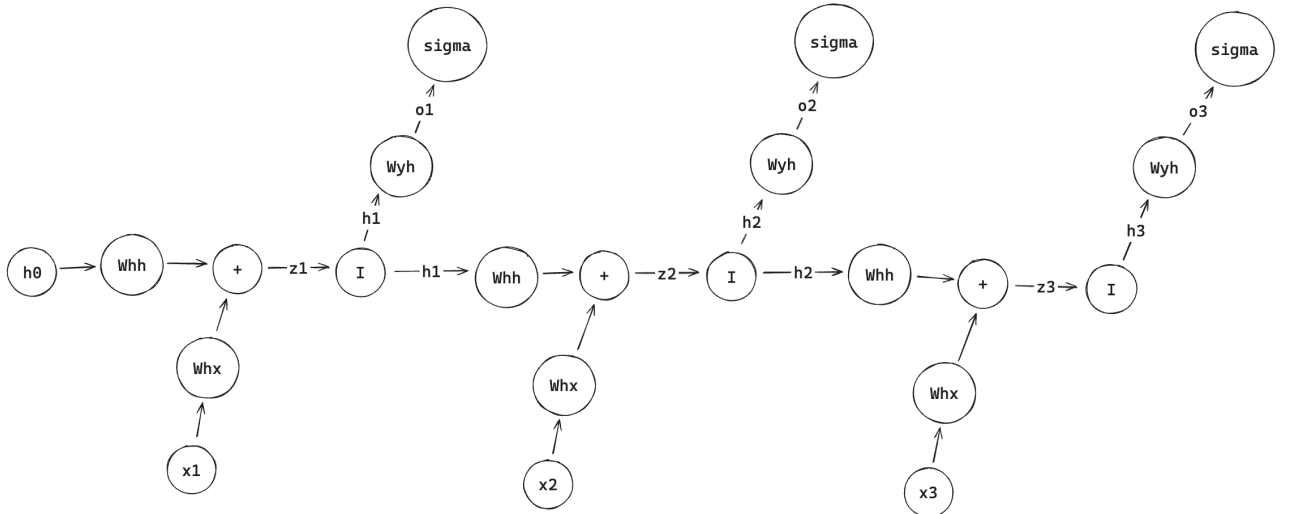 sigma
sigma
sigma
o1
o2
o3
Wyh
Wyh
Wyh
h1
h2
h3
h0
Whh
+
z1
I
h1
Whh
+
z2
I
h2
Whh
+
z3
I
Whx
Whx
Whx
x1
x2
x3